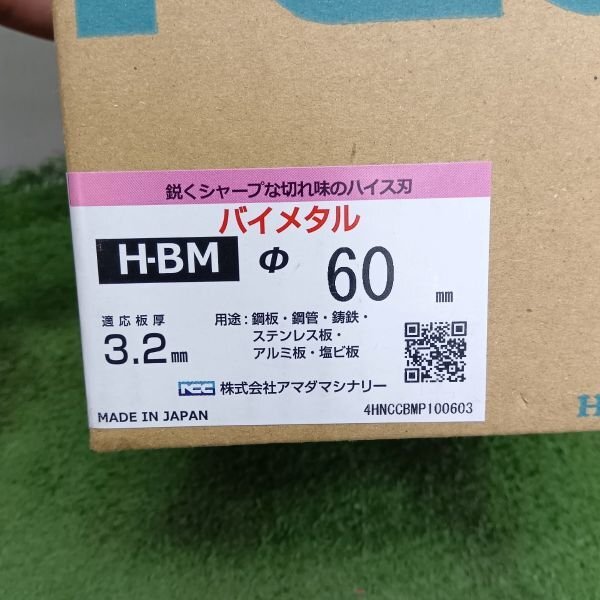 鋭くシャープな切れ味のハイス刃
バイメタル
H-BM Φ 60 mm
適応板厚
3.2mm
用途：鋼板・鋼管・鋳鉄・
ステンレス板・
アルミ板・塩ビ板
NCC 株式会社アマダマシナリー
MADE IN JAPAN
4HNCCBMP100603
H